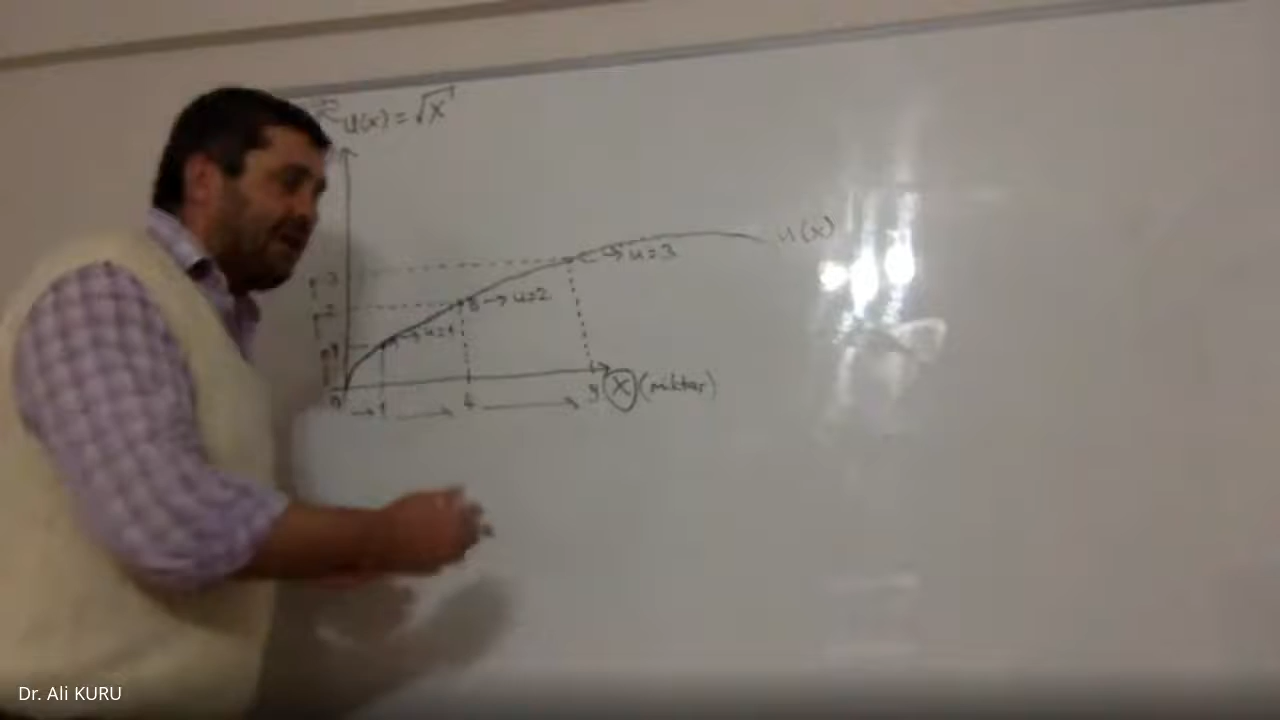 u(x) = √x
u(x)
→ u=3
3
2
→ u=2
1
→ u=1
0 → 1 → 4 → 9 X (miktar)
Dr. Ali KURU